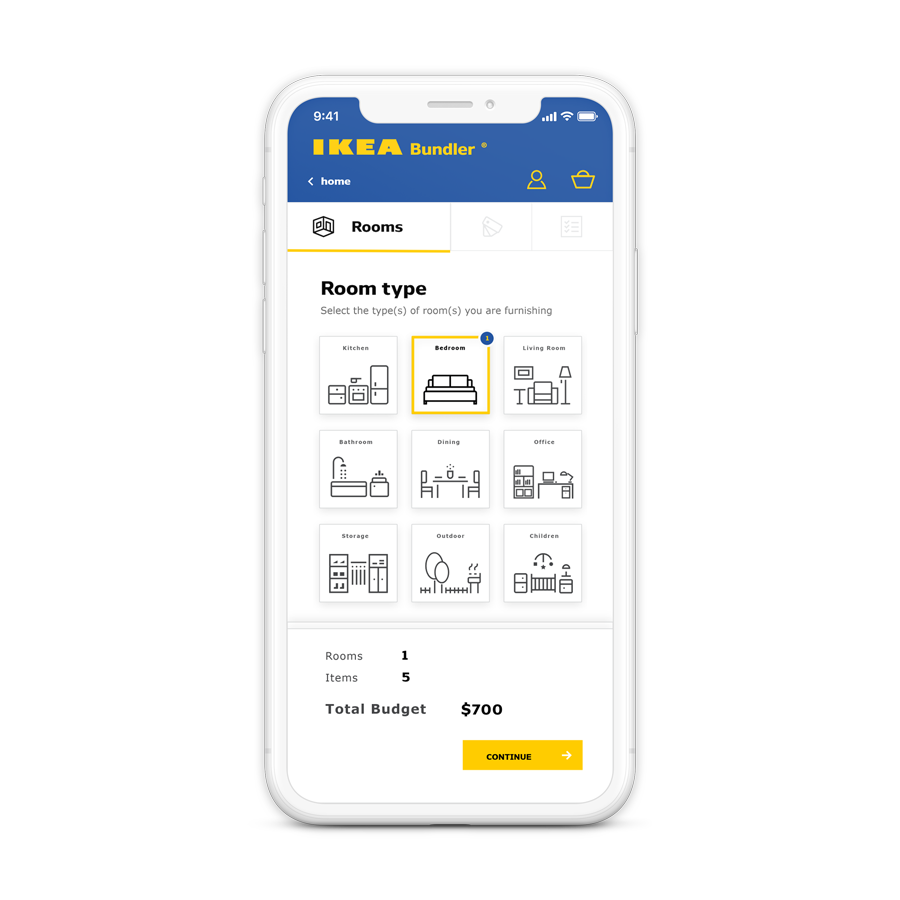 9:41
IKEA Bundler ®
< home
Rooms
Room type
Select the type(s) of room(s) you are furnishing
Kitchen
Bedroom
1
Living Room
Bathroom
Dining
Office
Storage
Outdoor
Children
Rooms 1
Items 5
Total Budget $700
CONTINUE →